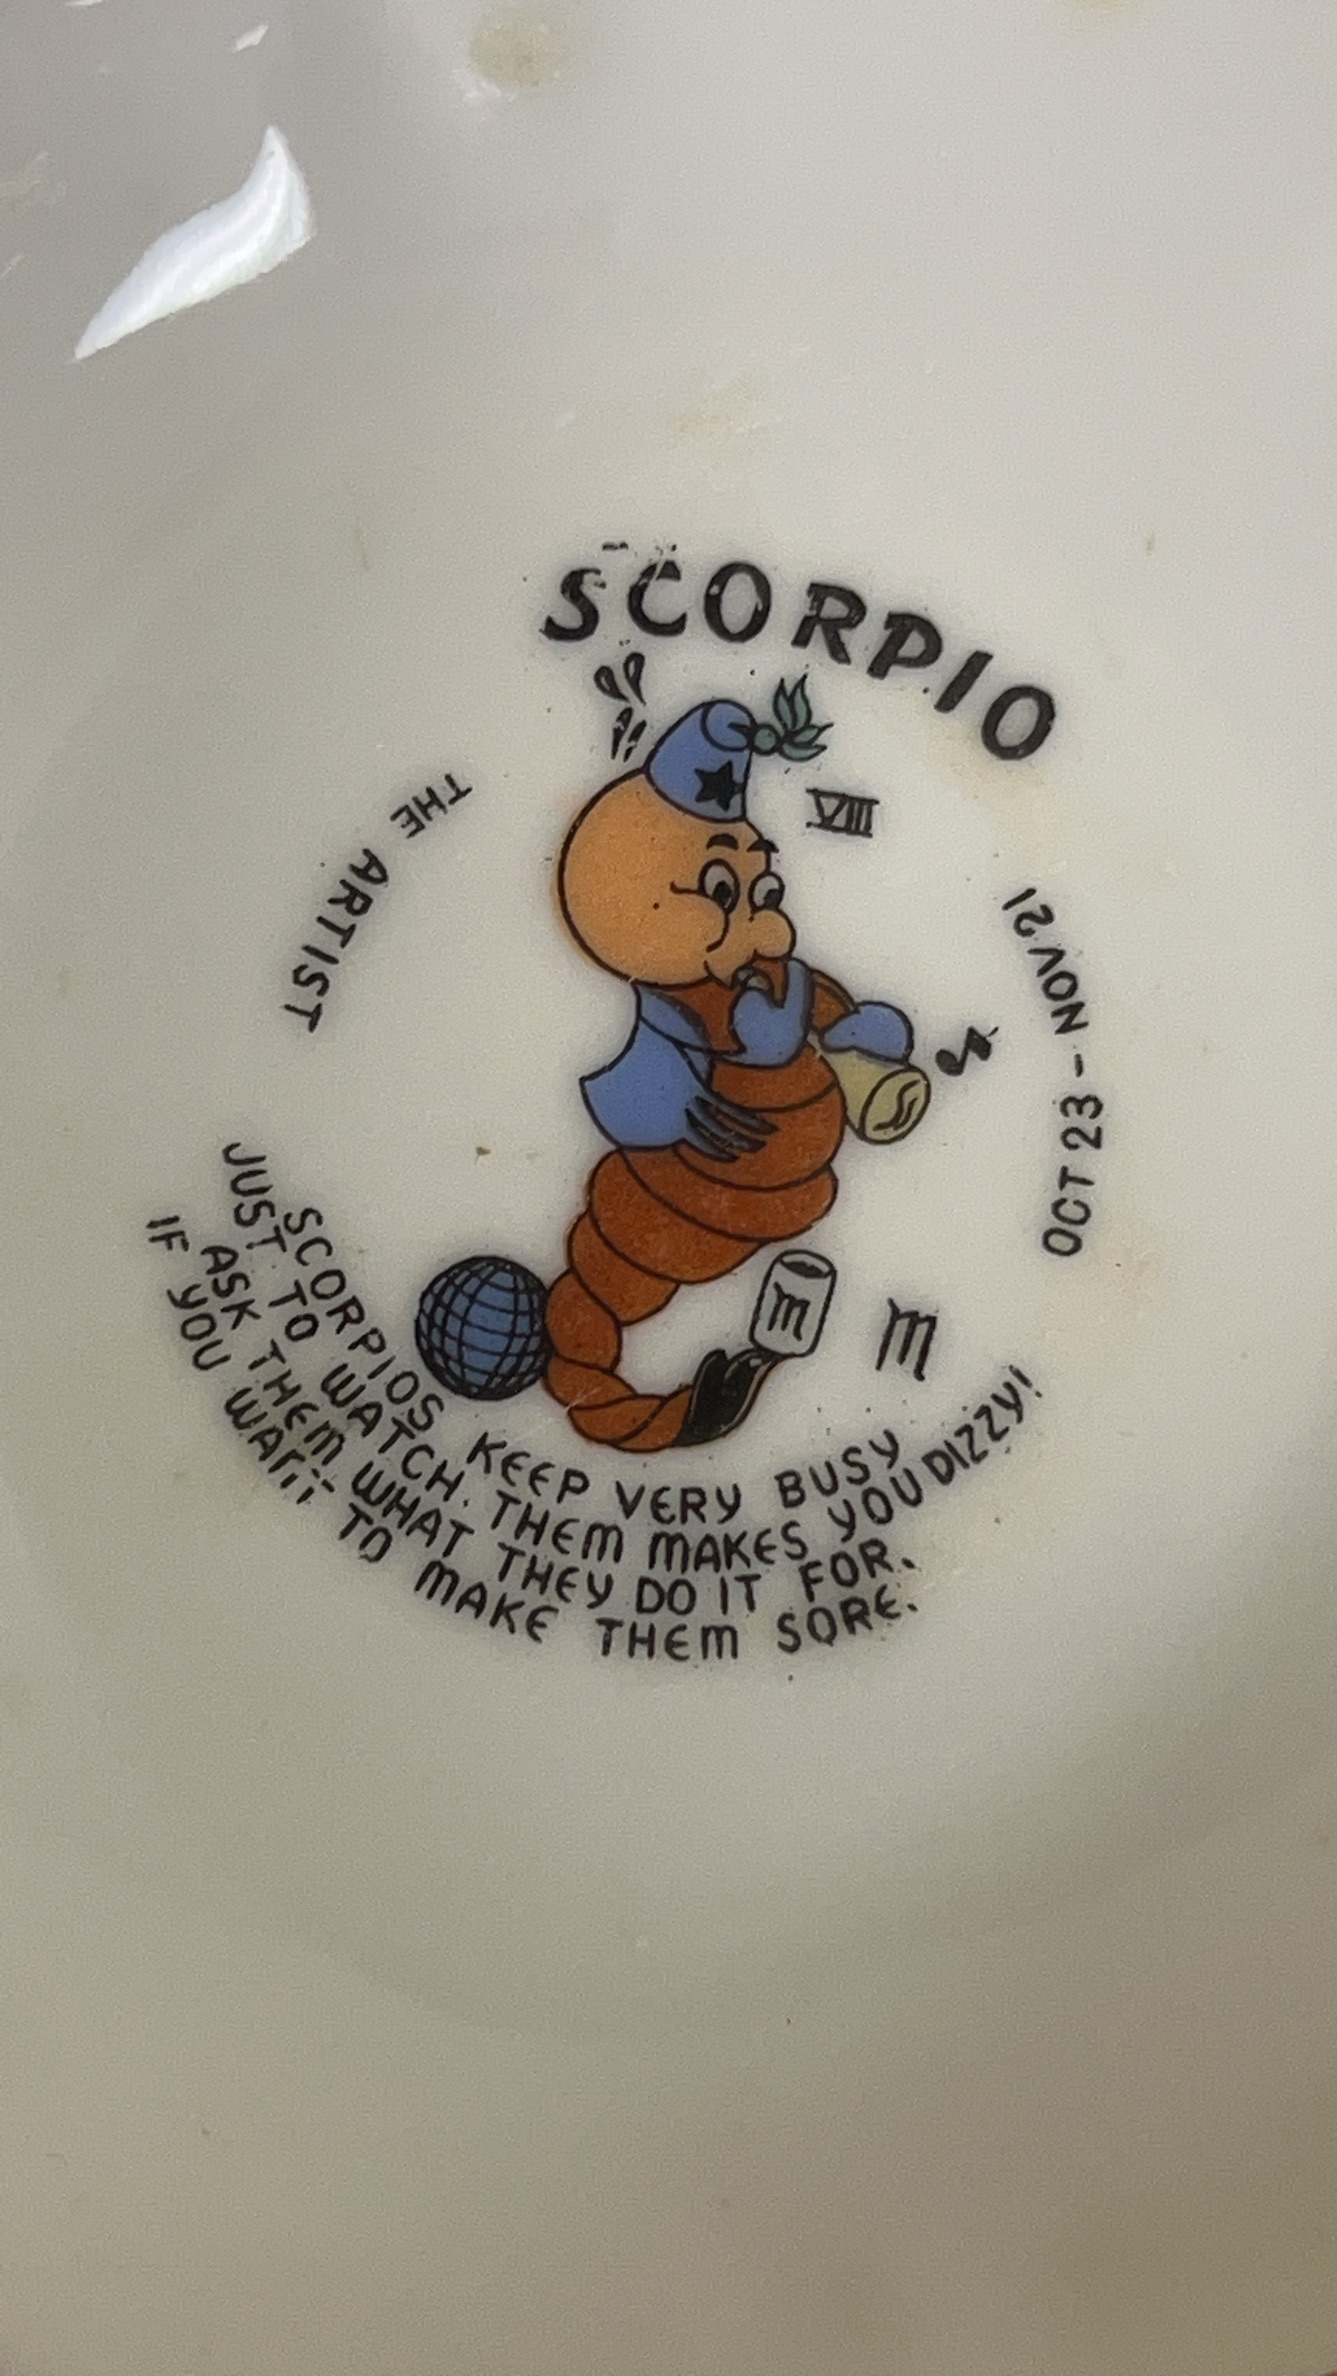 SCORPIO
VIII
THE ARTIST
OCT 23 - NOV 21
m
m
SCORPIOS KEEP VERY BUSY
JUST TO WATCH. THEM MAKES YOU DIZZY!
ASK THEM WHAT THEY DO IT FOR.
IF YOU WANT TO MAKE THEM SORE.